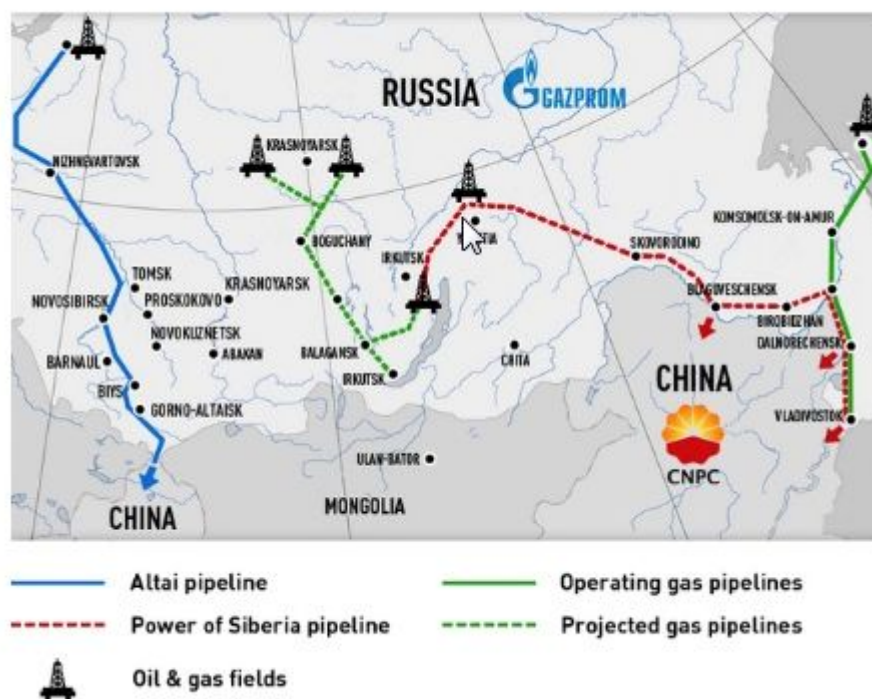 RUSSIA
GAZPROM
KRASNOYARSK
NIZHNEVARTOVSK
KOMSOMOLSK-ON-AMUR
BOGUCHANY
SKOVORODINO
IRKUTSK
TOMSK
KRASNOYARSK
NOVOSIBIRSK
PROSKOKOVO
BIROBIDZHAN
NOVOKUZNETSK
DALNORECHENSK
BARNAUL
ABAKAN
BALAGANSK
CHITA
BIYS
IRKUTSK
CHINA
GORNO-ALTAISK
VLADIVOSTOK
ULAN-BATOR
CNPC
CHINA
MONGOLIA
Altai pipeline
Operating gas pipelines
Power of Siberia pipeline
Projected gas pipelines
Oil & gas fields